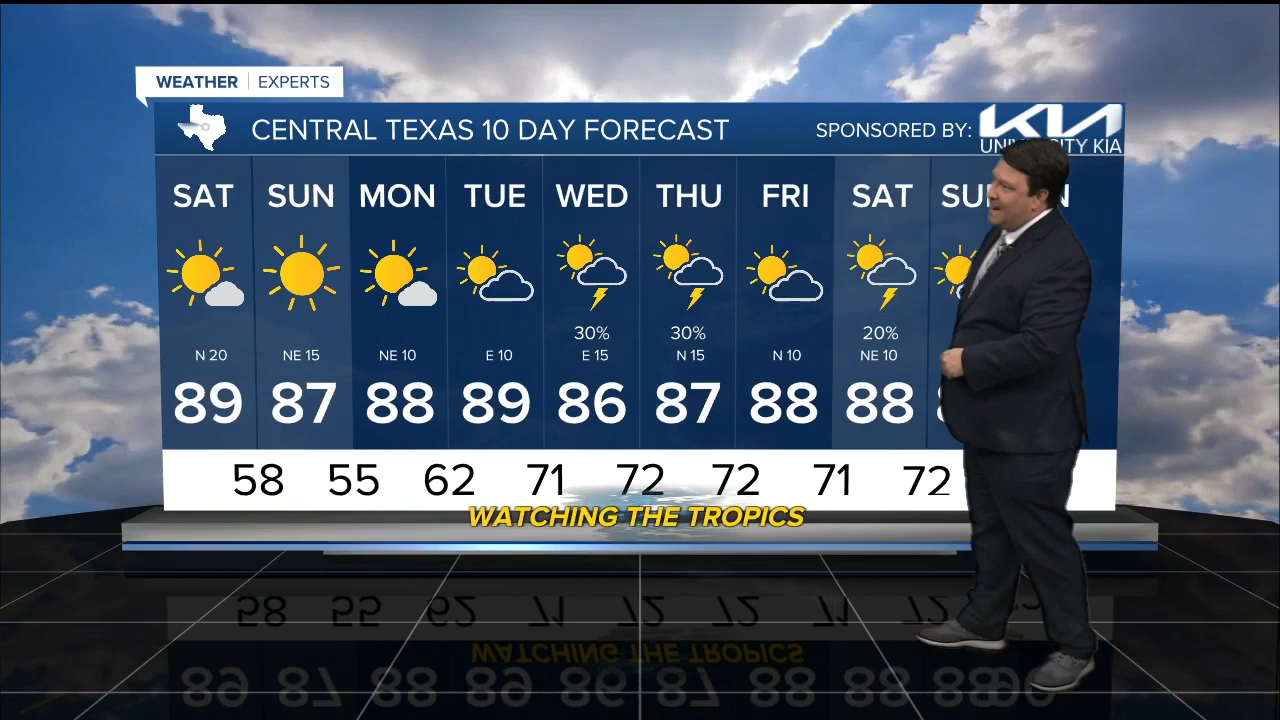 WEATHER | EXPERTS
CENTRAL TEXAS 10 DAY FORECAST SPONSORED BY: KIA
KIA
SAT SUN MON TUE WED THU FRI SAT
30% 30% 20%
N 20 NE 15 NE 10 E 10 E 15 N 15 N 10 NE 10
89 87 88 89 86 87 88 88
58 55 62 71 72 72 71 72
WATCHING THE TROPICS